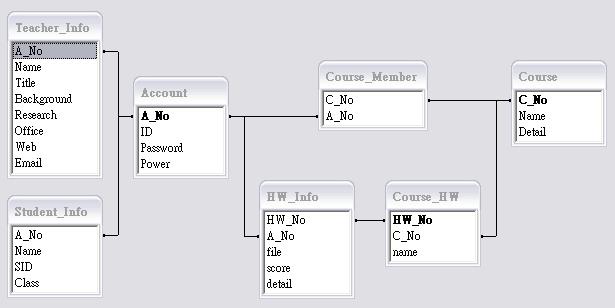 Teacher_Info
A_No
Name
Title
Background
Research
Office
Web
Email
Student_Info
A_No
Name
SID
Class
Account
A_No
ID
Password
Power
Course_Member
C_No
A_No
HW_Info
HW_No
A_No
file
score
detail
Course_HW
HW_No
C_No
name
Course
C_No
Name
Detail